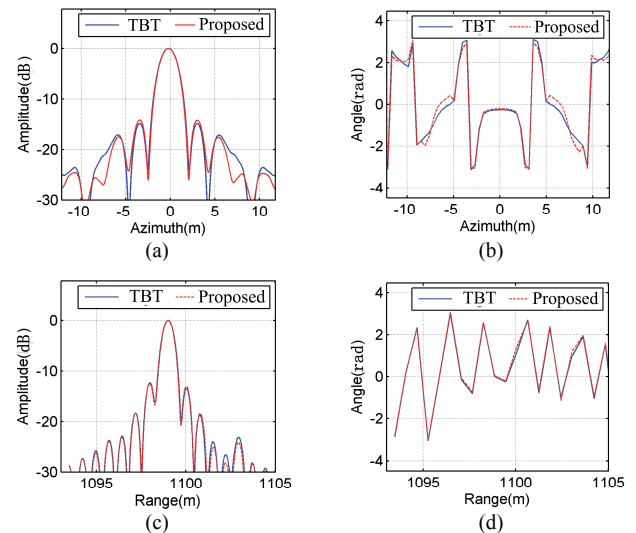 TBT Proposed
0
-10
-20
-30
Amplitude(dB)
-10 -5 0 5 10
Azimuth(m)
(a)
TBT Proposed
4
2
0
-2
-4
Angle(rad)
-10 -5 0 5 10
Azimuth(m)
(b)
TBT Proposed
0
-10
-20
-30
Amplitude(dB)
1095 1100 1105
Range(m)
(c)
TBT Proposed
4
2
0
-2
-4
Angle(rad)
1095 1100 1105
Range(m)
(d)